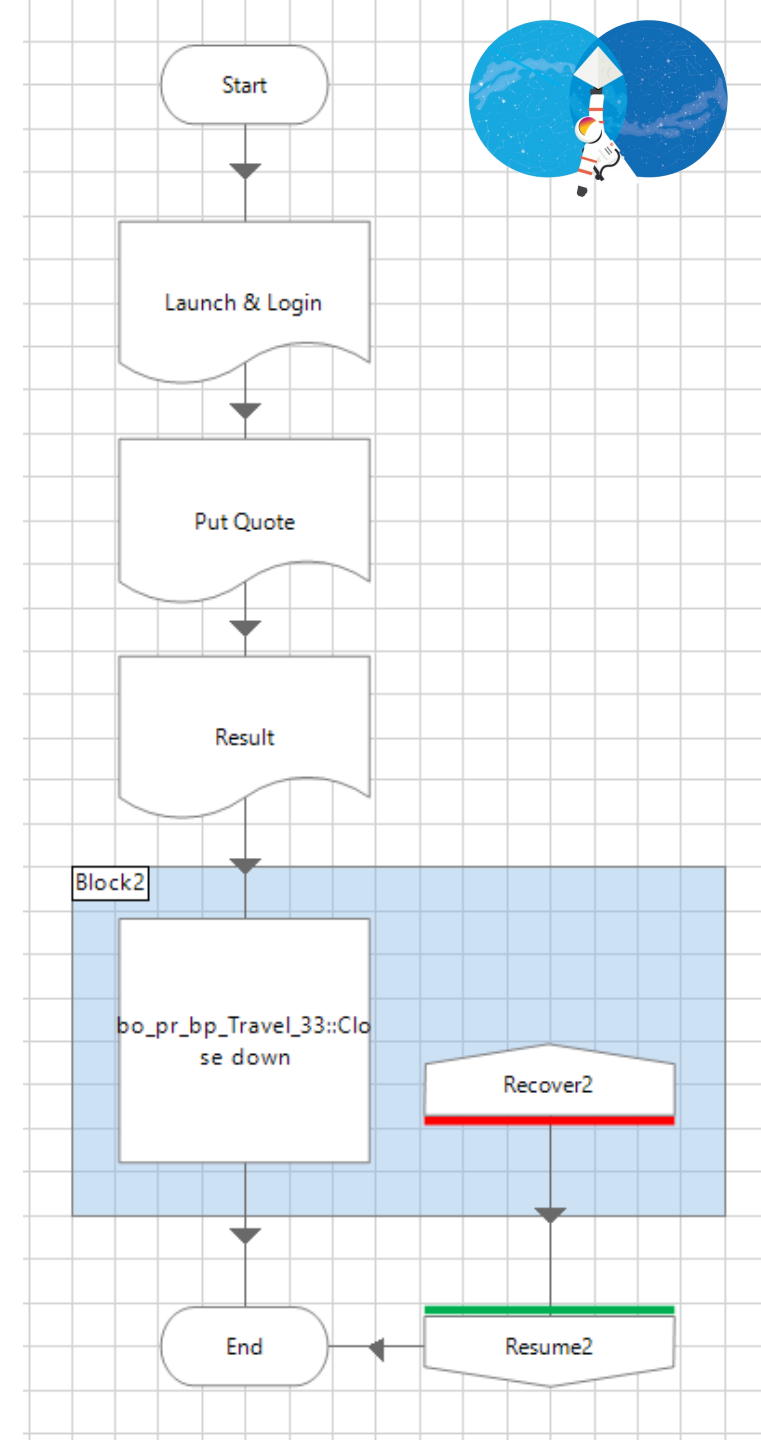 Start
Launch & Login
Put Quote
Result
Block2
bo_pr_bp_Travel_33::Clo
se down
Recover2
End
Resume2